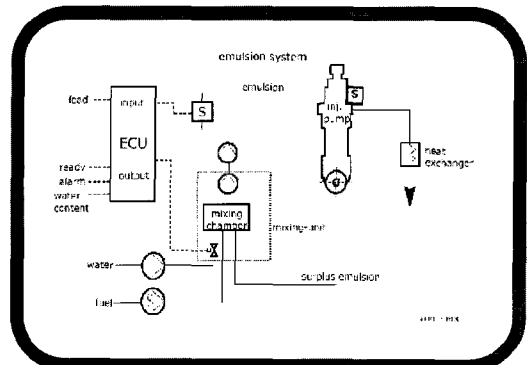 emulsion system
emulsion
S
inj.
pump
input
S
ECU
ready
output
alarm
water
content
heat
exchanger
mixing
chamber
mixing-unit
water
surplus emulsion
fuel